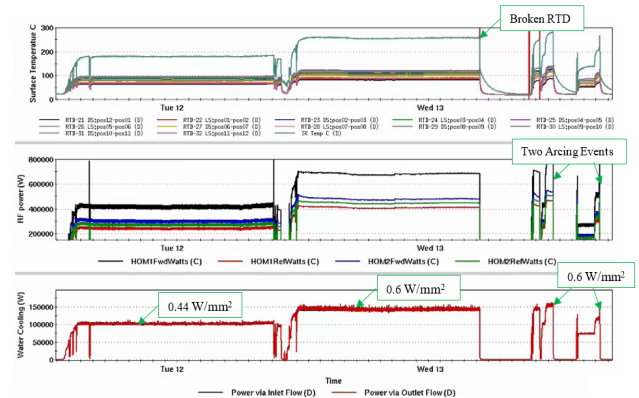 Broken RTD
300
200
100
0
Surface Temperature C
Tue 12
Wed 13
RTD-21 DS:pos12-pos01 (D)
RTD-22 LS:pos01-pos02 (D)
RTD-23 DS:pos02-pos03 (D)
RTD-24 LS:pos03-pos04 (D)
RTD-25 DS:pos04-pos05 (D)
RTD-26 LS:pos05-pos06 (D)
RTD-27 DS:pos06-pos07 (D)
RTD-28 LS:pos07-pos08 (D)
RTD-29 DS:pos08-pos09 (D)
RTD-30 LS:pos09-pos10 (D)
RTD-31 DS:pos10-pos11 (D)
RTD-32 LS:pos11-pos12 (D)
IR Temp C (D)
Two Arcing Events
800000
600000
400000
200000
RF power (W)
Tue 12
Wed 13
HOM1FwdWatts (C)
HOM1RefWatts (C)
HOM2FwdWatts (C)
HOM2RefWatts (C)
0.44 W/mm²
0.6 W/mm²
0.6 W/mm²
150000
100000
50000
0
Water Cooling (W)
Tue 12
Wed 13
Time
Power via Inlet Flow (D)
Power via Outlet Flow (D)